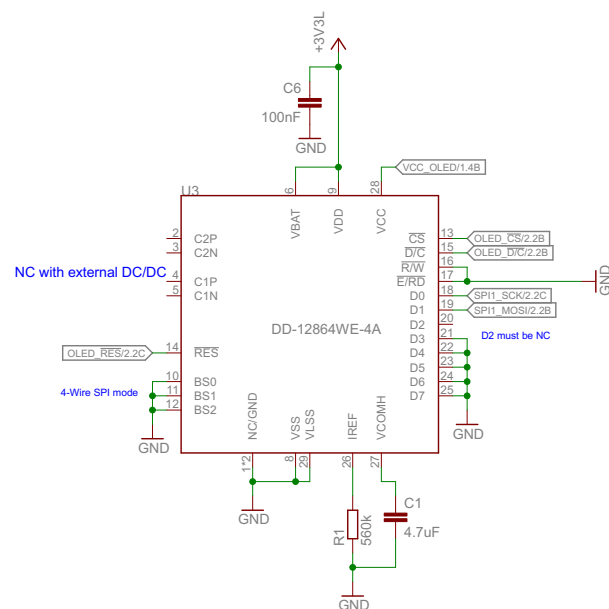 +3V3L
C6
100nF
GND
VCC_OLED/1.4B
U3
6
9
28
VBAT
VDD
VCC
2
C2P
3
C2N
NC with external DC/DC
4
C1P
5
C1N
CS
13
OLED_CS/2.2B
D/C
15
OLED_D/C/2.2B
R/W
16
E/RD
17
GND
D0
18
SPI1_SCK/2.2C
D1
19
SPI1_MOSI/2.2B
D2
20
D2 must be NC
DD-12864WE-4A
D3
21
OLED_RES/2.2C
14
RES
D4
22
D5
23
4-Wire SPI mode
10
BS0
D6
24
11
BS1
D7
25
12
BS2
GND
GND
NC/GND
VSS
VLSS
IREF
VCOMH
1*2
8
29
26
27
GND
R1
560k
C1
4.7uF
GND